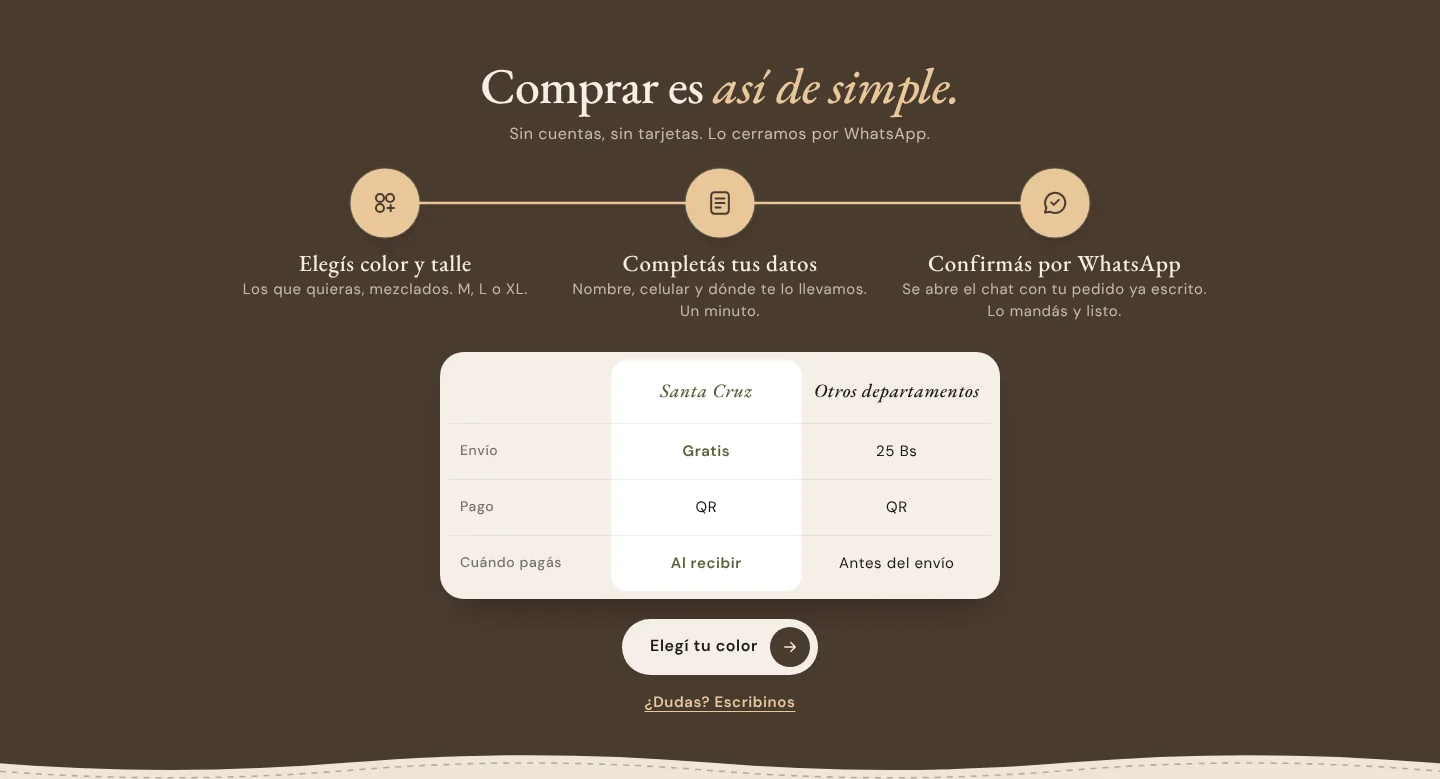 Comprar es así de simple.
Sin cuentas, sin tarjetas. Lo cerramos por WhatsApp.
Elegís color y talle
Los que quieras, mezclados. M, L o XL.
Completás tus datos
Nombre, celular y dónde te lo llevamos.
Un minuto.
Confirmás por WhatsApp
Se abre el chat con tu pedido ya escrito.
Lo mandás y listo.
Santa Cruz Otros departamentos
Envío Gratis 25 Bs
Pago QR QR
Cuándo pagás Al recibir Antes del envío
Elegí tu color
¿Dudas? Escribinos